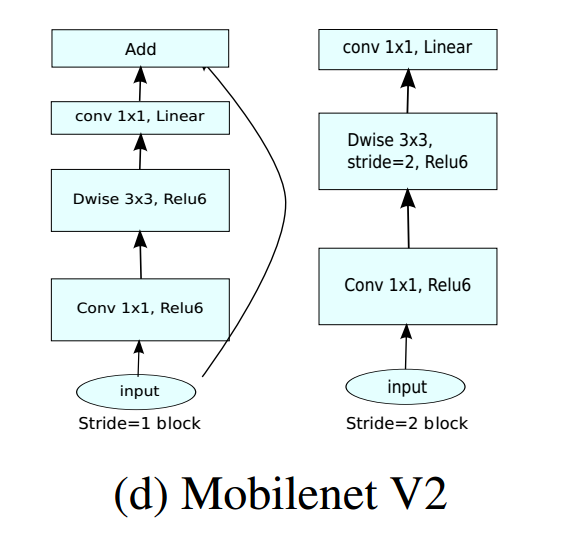 Add
conv 1x1, Linear
Dwise 3x3, Relu6
Conv 1x1, Relu6
input
Stride=1 block
conv 1x1, Linear
Dwise 3x3,
stride=2, Relu6
Conv 1x1, Relu6
input
Stride=2 block
(d) Mobilenet V2